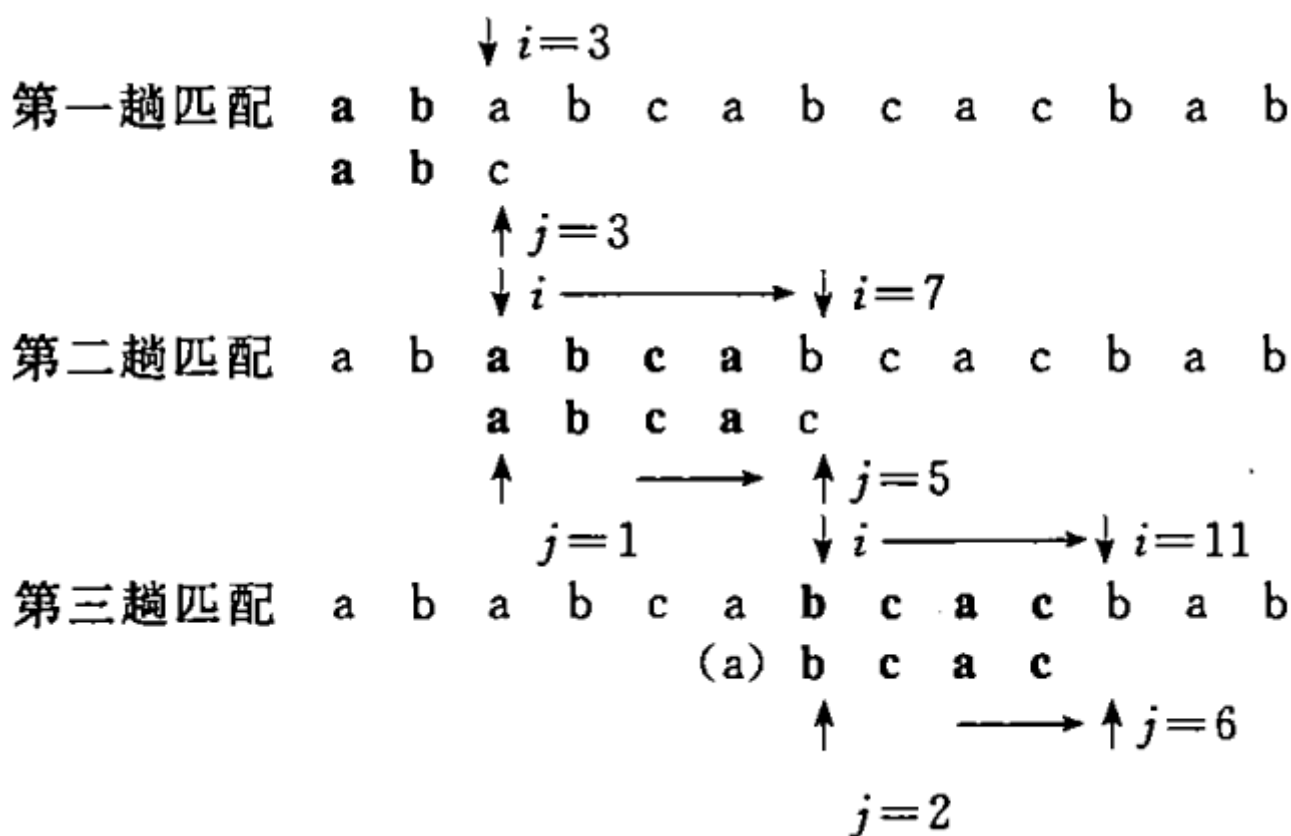 ↓ i=3
第一趟匹配 a b a b c a b c a c b a b
a b c
↑ j=3
↓ i → ↓ i=7
第二趟匹配 a b a b c a b c a c b a b
a b c a c
↑ → ↑ j=5
j=1 ↓ i → ↓ i=11
第三趟匹配 a b a b c a b c a c b a b
(a) b c a c
↑ → ↑ j=6
j=2